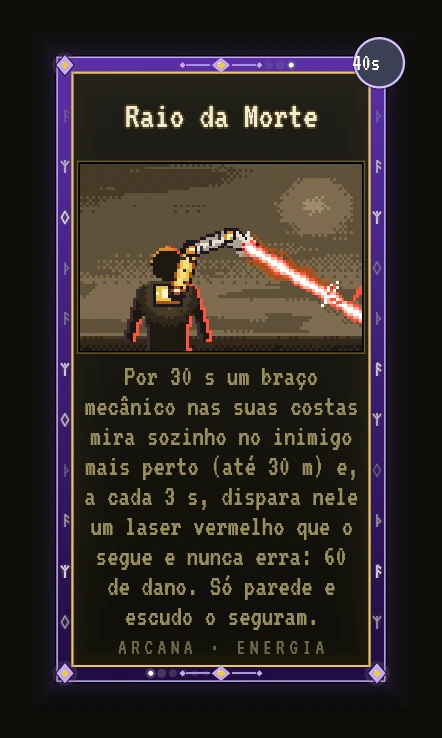 40s
Raio da Morte
Por 30 s um braço
mecânico nas suas costas
mira sozinho no inimigo
mais perto (até 30 m) e,
a cada 3 s, dispara nele
um laser vermelho que o
segue e nunca erra: 60
de dano. Só parede e
escudo o seguram.
ARCANA · ENERGIA